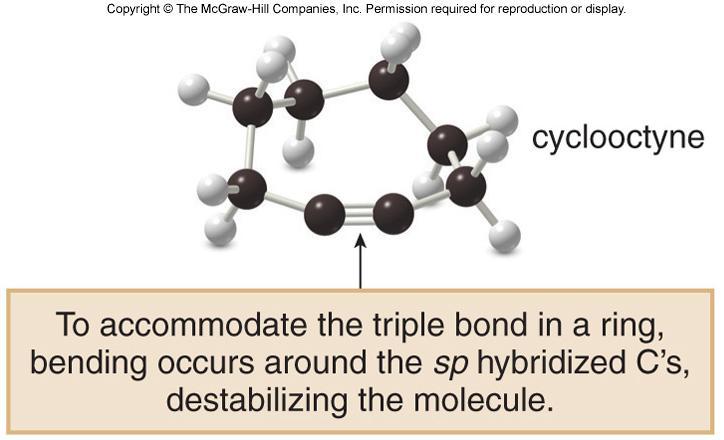 Copyright © The McGraw-Hill Companies, Inc. Permission required for reproduction or display.
cyclooctyne
To accommodate the triple bond in a ring,
bending occurs around the sp hybridized C's,
destabilizing the molecule.